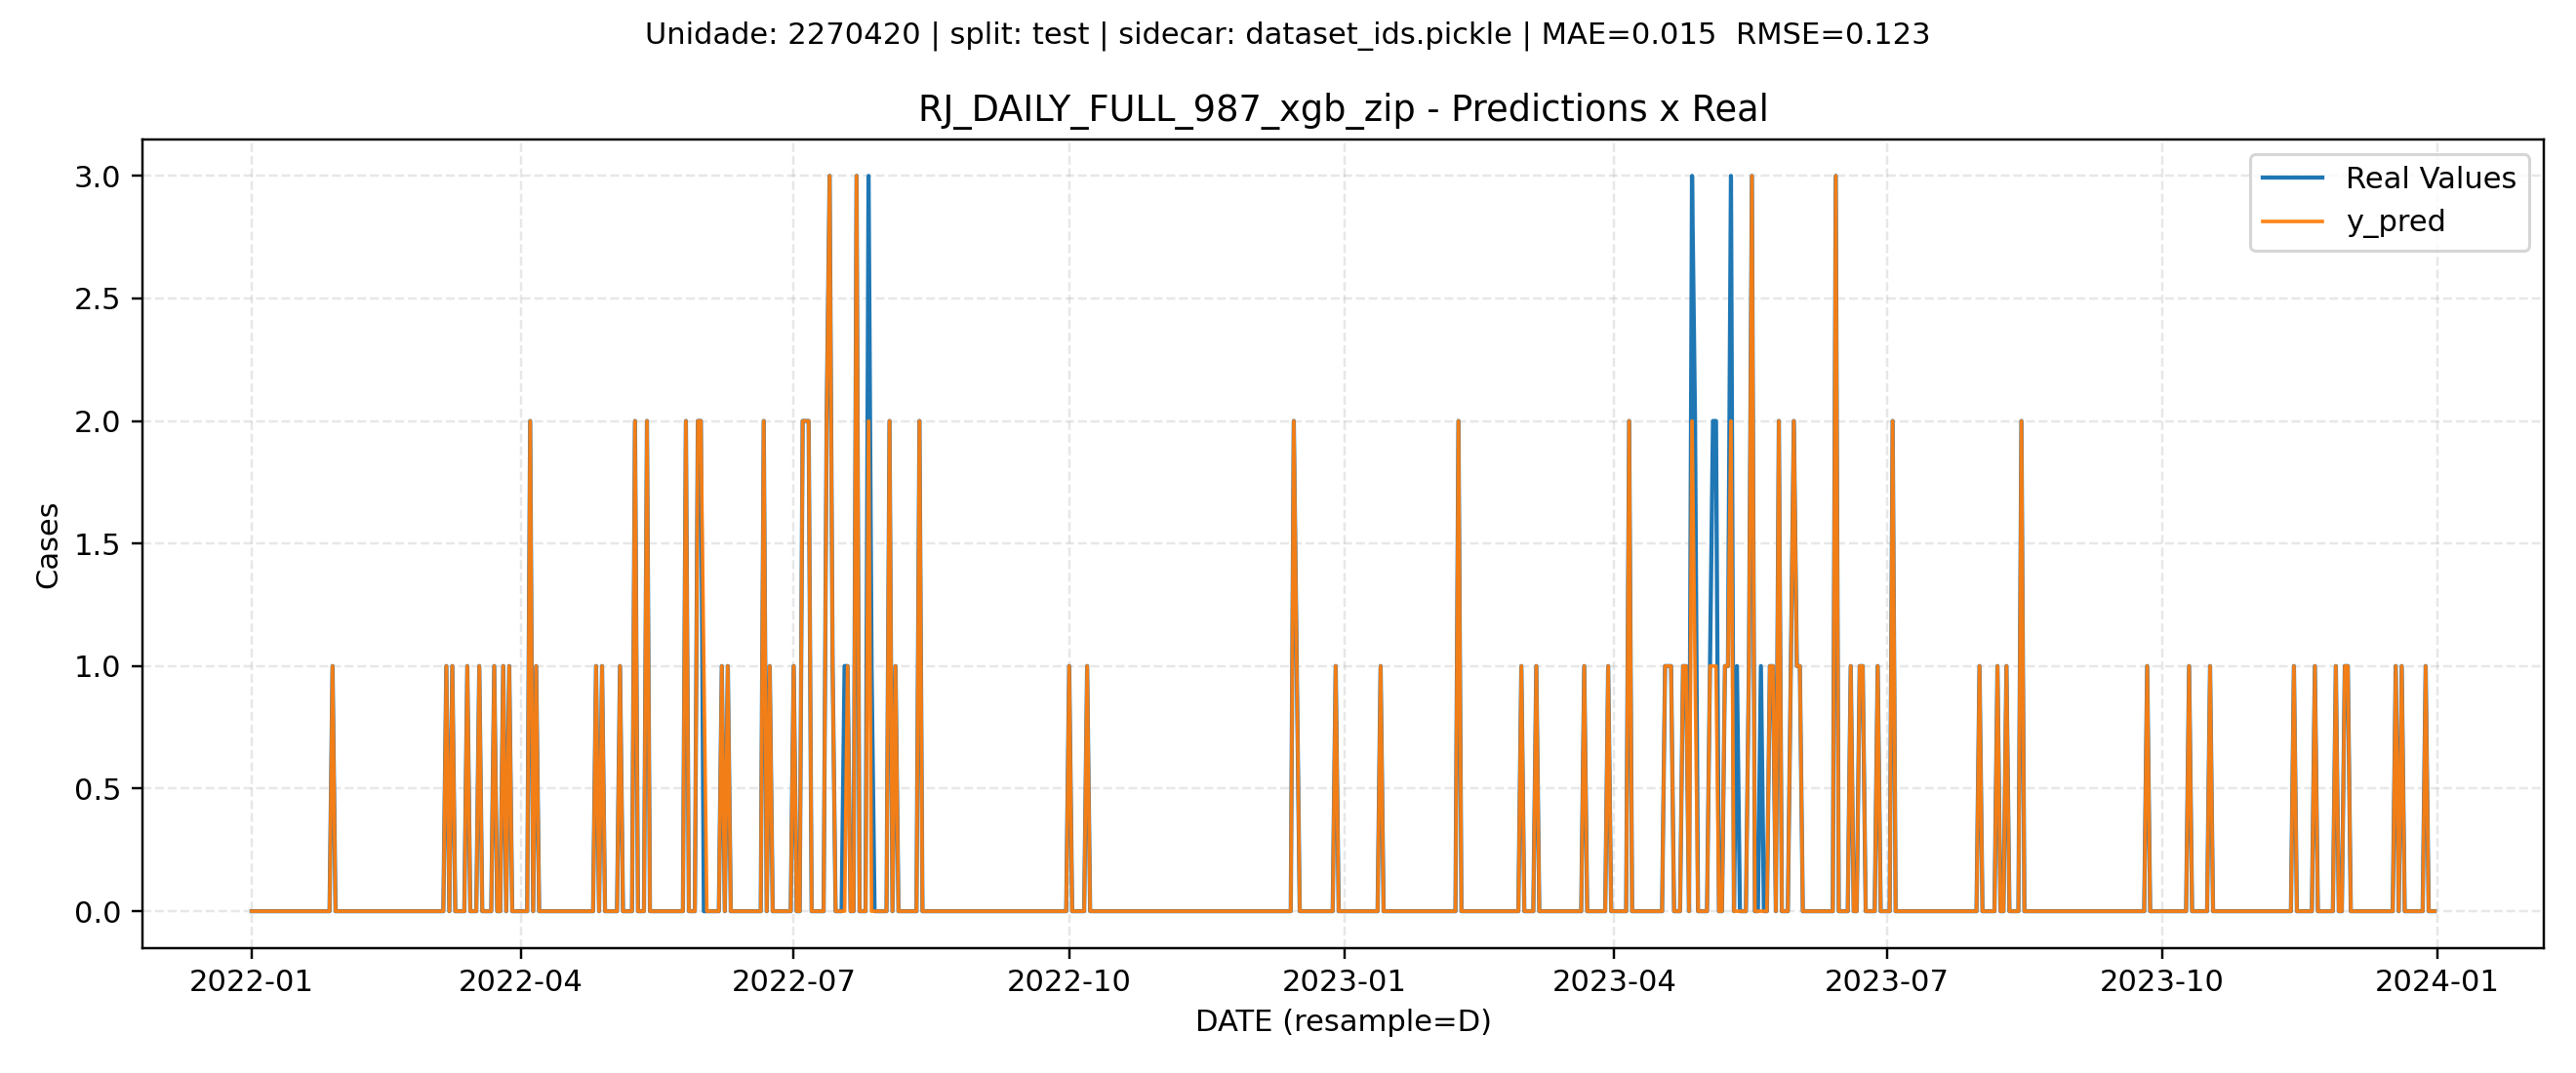 Unidade: 2270420 | split: test | sidecar: dataset_ids.pickle | MAE=0.015  RMSE=0.123
RJ_DAILY_FULL_987_xgb_zip - Predictions x Real
Real Values
y_pred
Cases
3.0
2.5
2.0
1.5
1.0
0.5
0.0
2022-01 2022-04 2022-07 2022-10 2023-01 2023-04 2023-07 2023-10 2024-01
DATE (resample=D)